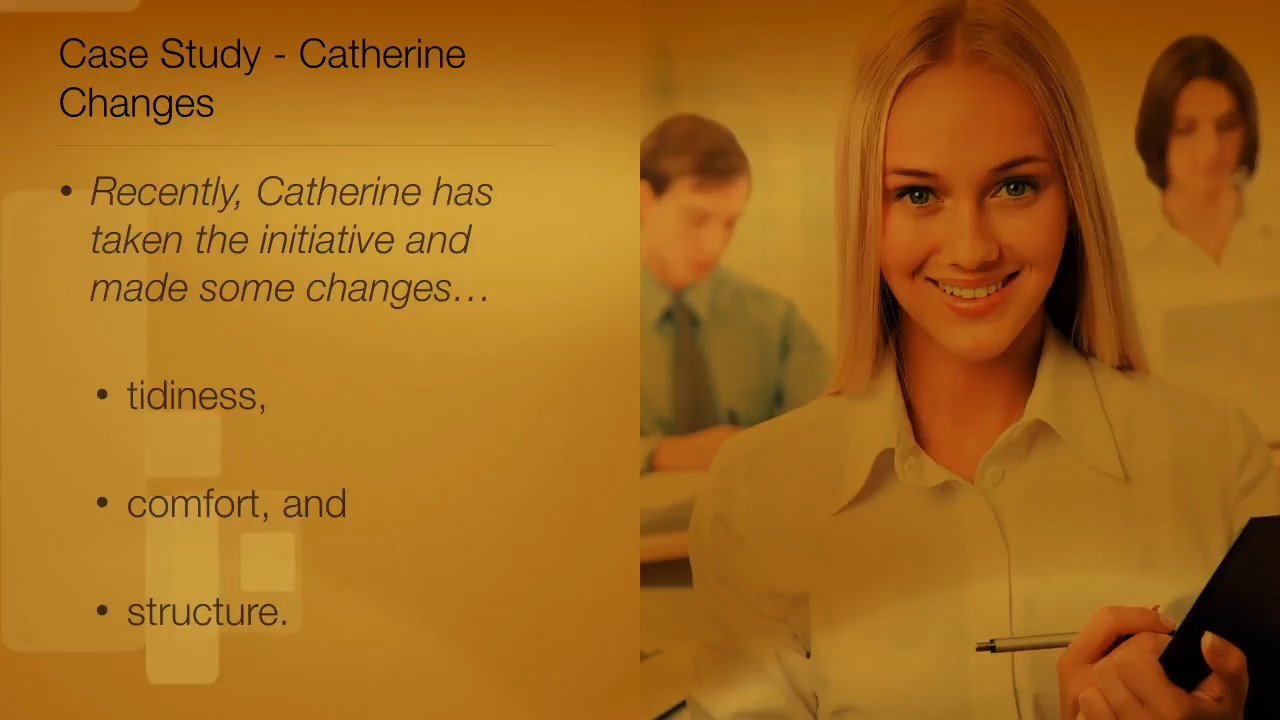 Case Study - Catherine
Changes
• Recently, Catherine has
taken the initiative and
made some changes…
• tidiness,
• comfort, and
• structure.